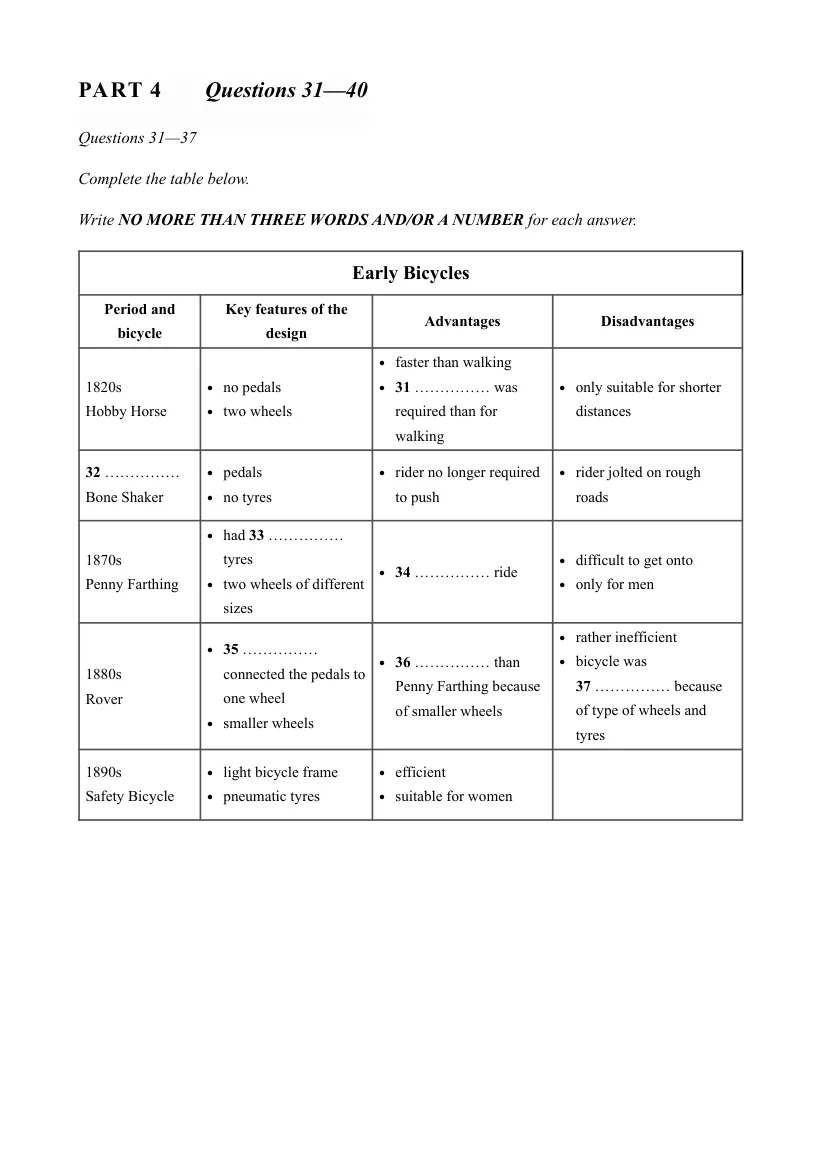 PART 4 Questions 31—40
Questions 31—37
Complete the table below.
Write NO MORE THAN THREE WORDS AND/OR A NUMBER for each answer.
Early Bicycles
Period and
bicycle
Key features of the
design
Advantages
Disadvantages
1820s
Hobby Horse
• no pedals
• two wheels
• faster than walking
• 31 …………… was
required than for
walking
• only suitable for shorter
distances
32 ……………
Bone Shaker
• pedals
• no tyres
• rider no longer required
to push
• rider jolted on rough
roads
1870s
Penny Farthing
• had 33 ……………
tyres
• two wheels of different
sizes
• 34 …………… ride
• difficult to get onto
• only for men
1880s
Rover
• 35 ……………
connected the pedals to
one wheel
• smaller wheels
• 36 …………… than
Penny Farthing because
of smaller wheels
• rather inefficient
• bicycle was
37 …………… because
of type of wheels and
tyres
1890s
Safety Bicycle
• light bicycle frame
• pneumatic tyres
• efficient
• suitable for women